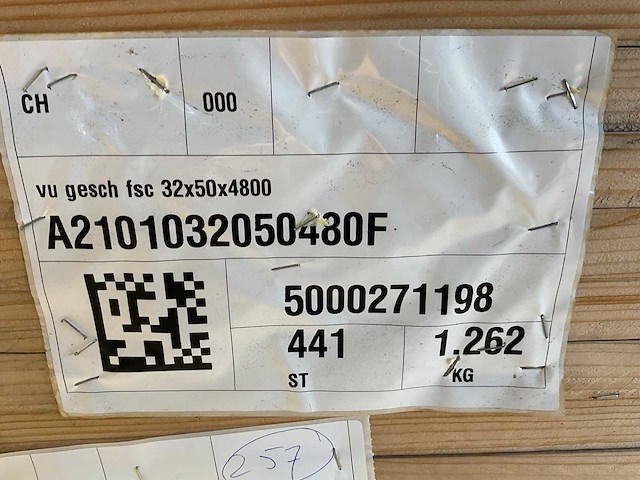 CH 000
vu gesch fsc 32x50x4800
A2101032050480F
5000271198
441 1.262
ST KG
257